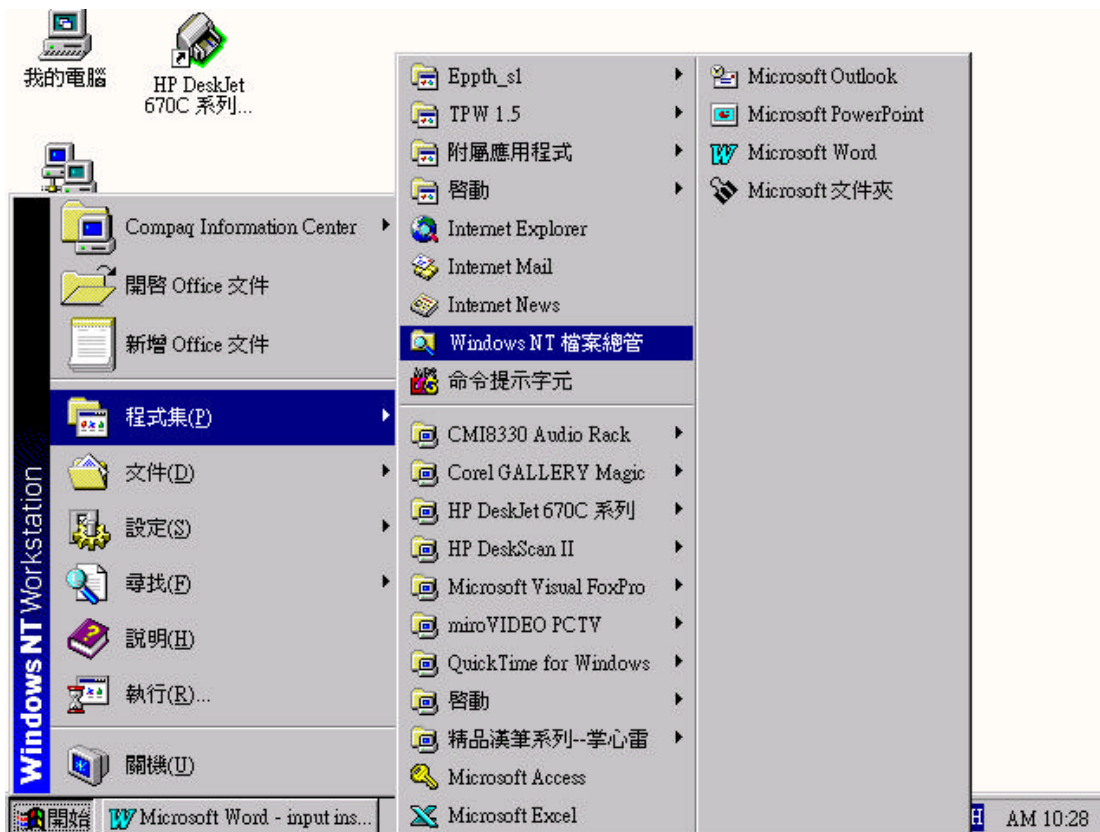 我的電腦
HP DeskJet
670C 系列...
Windows NT Workstation
Compaq Information Center
開啓 Office 文件
新增 Office 文件
程式集(P)
文件(D)
設定(S)
尋找(F)
說明(H)
執行(R)...
關機(U)
Eppth_s1
TPW 1.5
附屬應用程式
啓動
Internet Explorer
Internet Mail
Internet News
Windows NT 檔案總管
命令提示字元
CMI8330 Audio Rack
Corel GALLERY Magic
HP DeskJet 670C 系列
HP DeskScan II
Microsoft Visual FoxPro
miroVIDEO PCTV
QuickTime for Windows
啓動
精品漢筆系列--掌心雷
Microsoft Access
Microsoft Excel
Microsoft Outlook
Microsoft PowerPoint
Microsoft Word
Microsoft 文件夾
開始
Microsoft Word - input ins...
AM 10:28